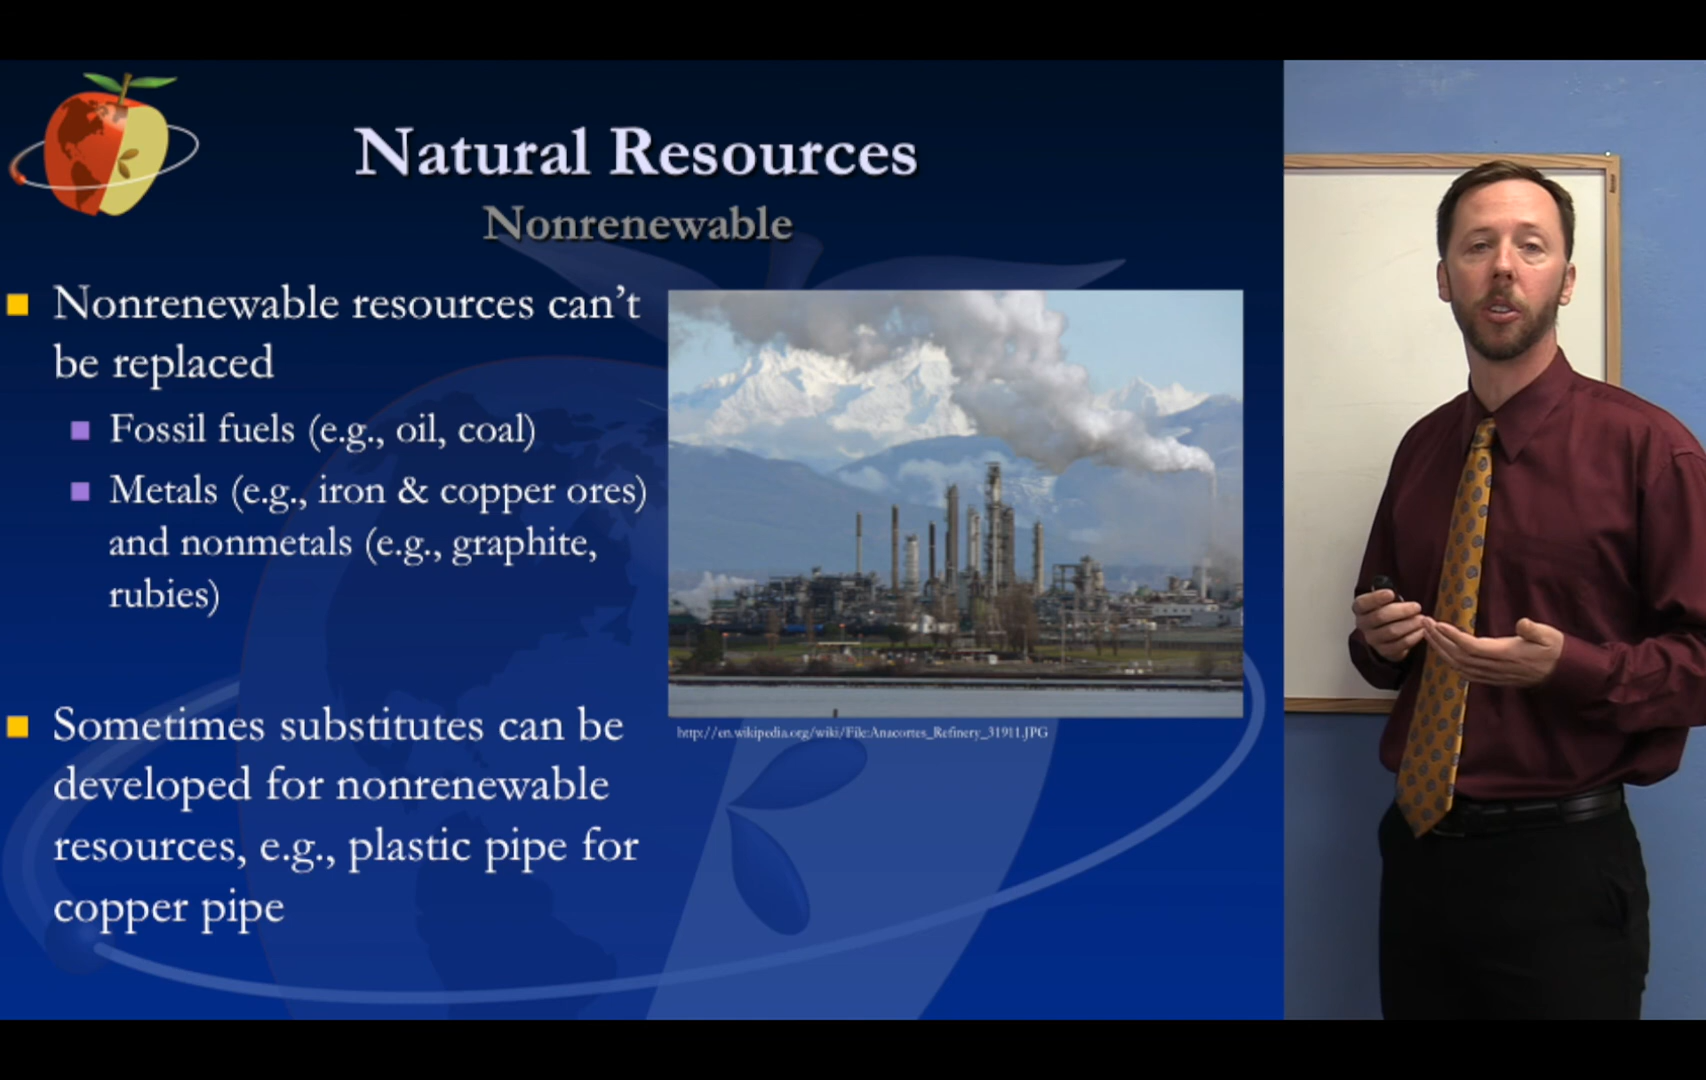 Natural Resources
Nonrenewable
Nonrenewable resources can't
be replaced
Fossil fuels (e.g., oil, coal)
Metals (e.g., iron & copper ores)
and nonmetals (e.g., graphite,
rubies)
Sometimes substitutes can be
developed for nonrenewable
resources, e.g., plastic pipe for
copper pipe
http://en.wikipedia.org/wiki/File:Anacortes_Refinery_31911.JPG